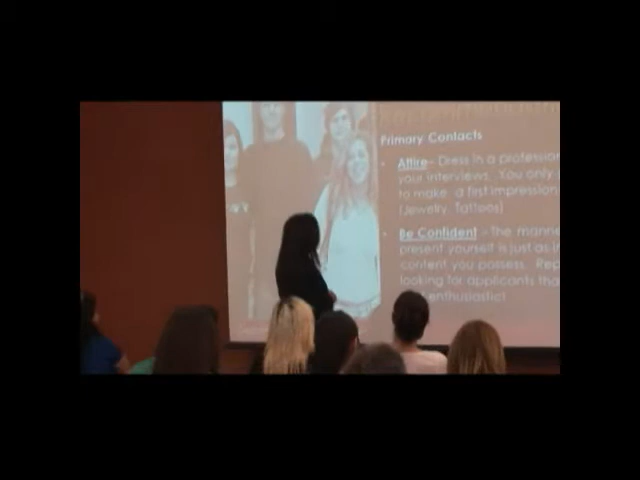 Primary Contacts
Attire- Dress in a profession
your interviews. You only
to make a first impression
(Jewelry, Tattoos)
Be Confident - the manne
present yourself is just as
content you possess. Rep
looking for applicants tha
enthusiastic!